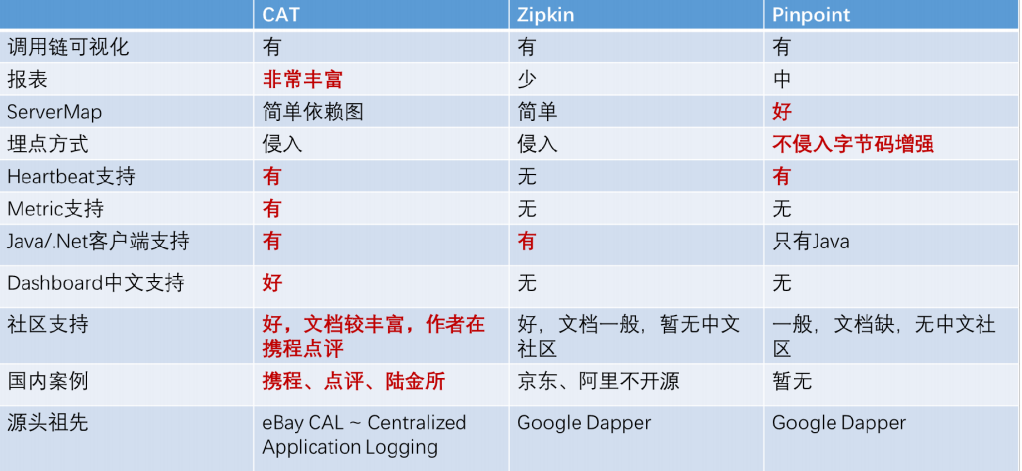 CAT Zipkin Pinpoint
调用链可视化 有 有 有
报表 非常丰富 少 中
ServerMap 简单依赖图 简单 好
埋点方式 侵入 侵入 不侵入字节码增强
Heartbeat支持 有 无 有
Metric支持 有 无 无
Java/.Net客户端支持 有 有 只有Java
Dashboard中文支持 好 无 无
社区支持 好，文档较丰富，作者在 好，文档一般，暂无中文 一般，文档缺，无中文社
携程点评 社区 区
国内案例 携程、点评、陆金所 京东、阿里不开源 暂无
源头祖先 eBay CAL ~ Centralized Google Dapper Google Dapper
Application Logging